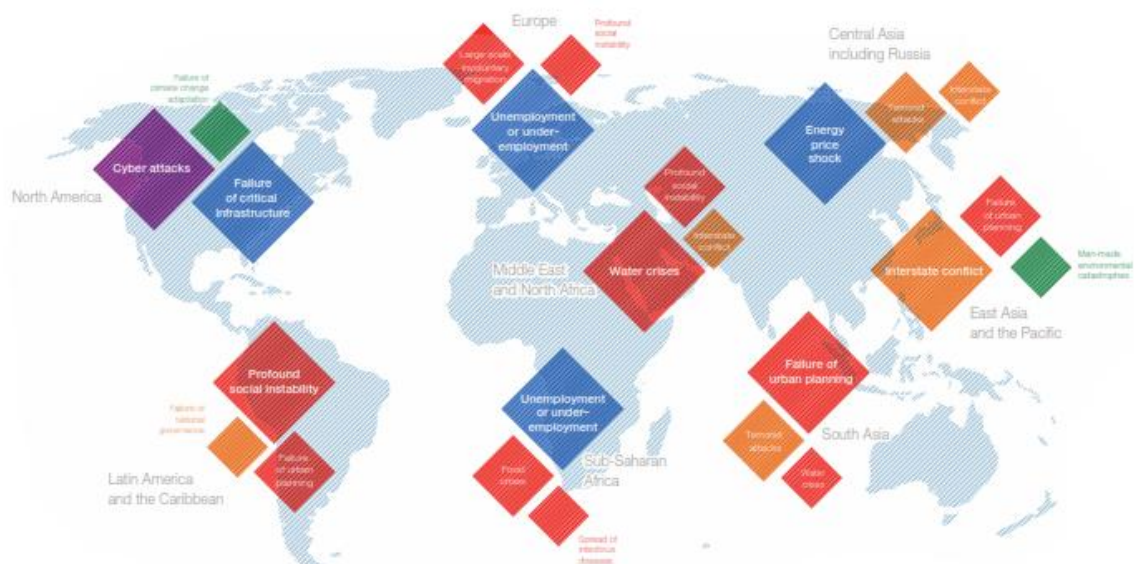 Europe
Profound
social
instability
Large scale
involuntary
migration
Unemployment
or under-
employment
Central Asia
including Russia
Energy
price
shock
Terrorist
attacks
Interstate
conflict
Failure of
climate change
adaptation
Cyber attacks
North America
Failure
of critical
infrastructure
Profound
social
instability
Interstate
conflict
Water crises
Middle East
and North Africa
Failure
of urban
planning
Interstate conflict
Man-made
environmental
catastrophes
East Asia
and the Pacific
Profound
social instability
Failure of
national
governance
Failure
of urban
planning
Latin America
and the Caribbean
Unemployment
or under-
employment
Sub-Saharan
Africa
Food
crises
Spread of
infectious
diseases
Failure of
urban planning
South Asia
Terrorist
attacks
Water
crises